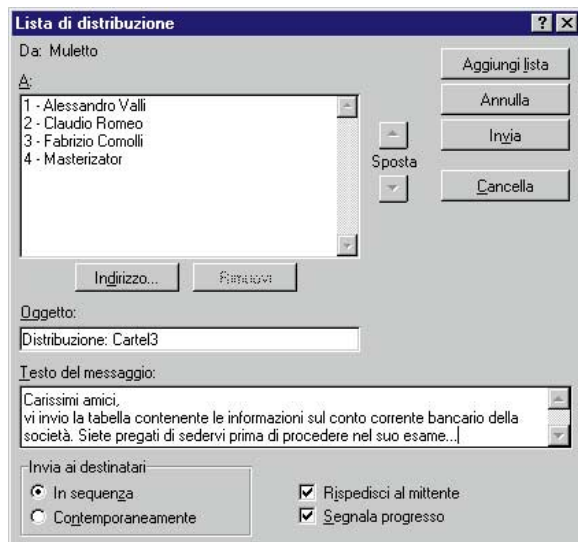 Lista di distribuzione
Da: Muletto
A:
1 - Alessandro Valli
2 - Claudio Romeo
3 - Fabrizio Comolli
4 - Masterizator
Sposta
Aggiungi lista
Annulla
Invia
Cancella
Indirizzo...
Rimuovi
Oggetto:
Distribuzione: Cartel3
Testo del messaggio:
Carissimi amici,
vi invio la tabella contenente le informazioni sul conto corrente bancario della
società. Siete pregati di sedervi prima di procedere nel suo esame...
Invia ai destinatari
In sequenza
Contemporaneamente
Rispedisci al mittente
Segnala progresso